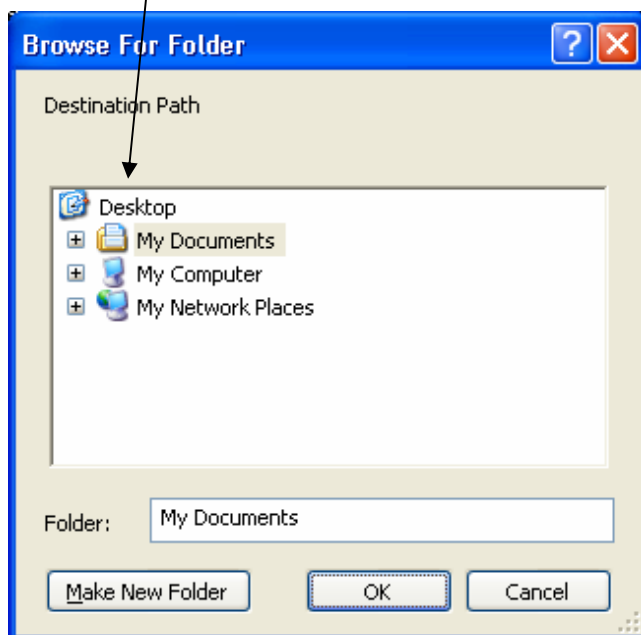 Browse For Folder
Destination Path
Desktop
My Documents
My Computer
My Network Places
Folder: My Documents
Make New Folder OK Cancel